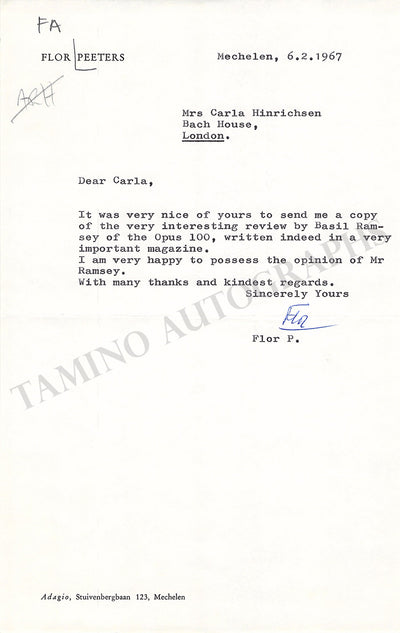 FA
FLOR PEETERS
Mechelen, 6.2.1967
ARH
Mrs Carla Hinrichsen
Bach House,
London.
Dear Carla,
It was very nice of yours to send me a copy
of the very interesting review by Basil Ram-
sey of the Opus 100, written indeed in a very
important magazine.
I am very happy to possess the opinion of Mr
Ramsey.
With many thanks and kindest regards.
Sincerely Yours
Flor
Flor P.
TAMINO AUTOGRAPHS
Adagio, Stuivenbergbaan 123, Mechelen